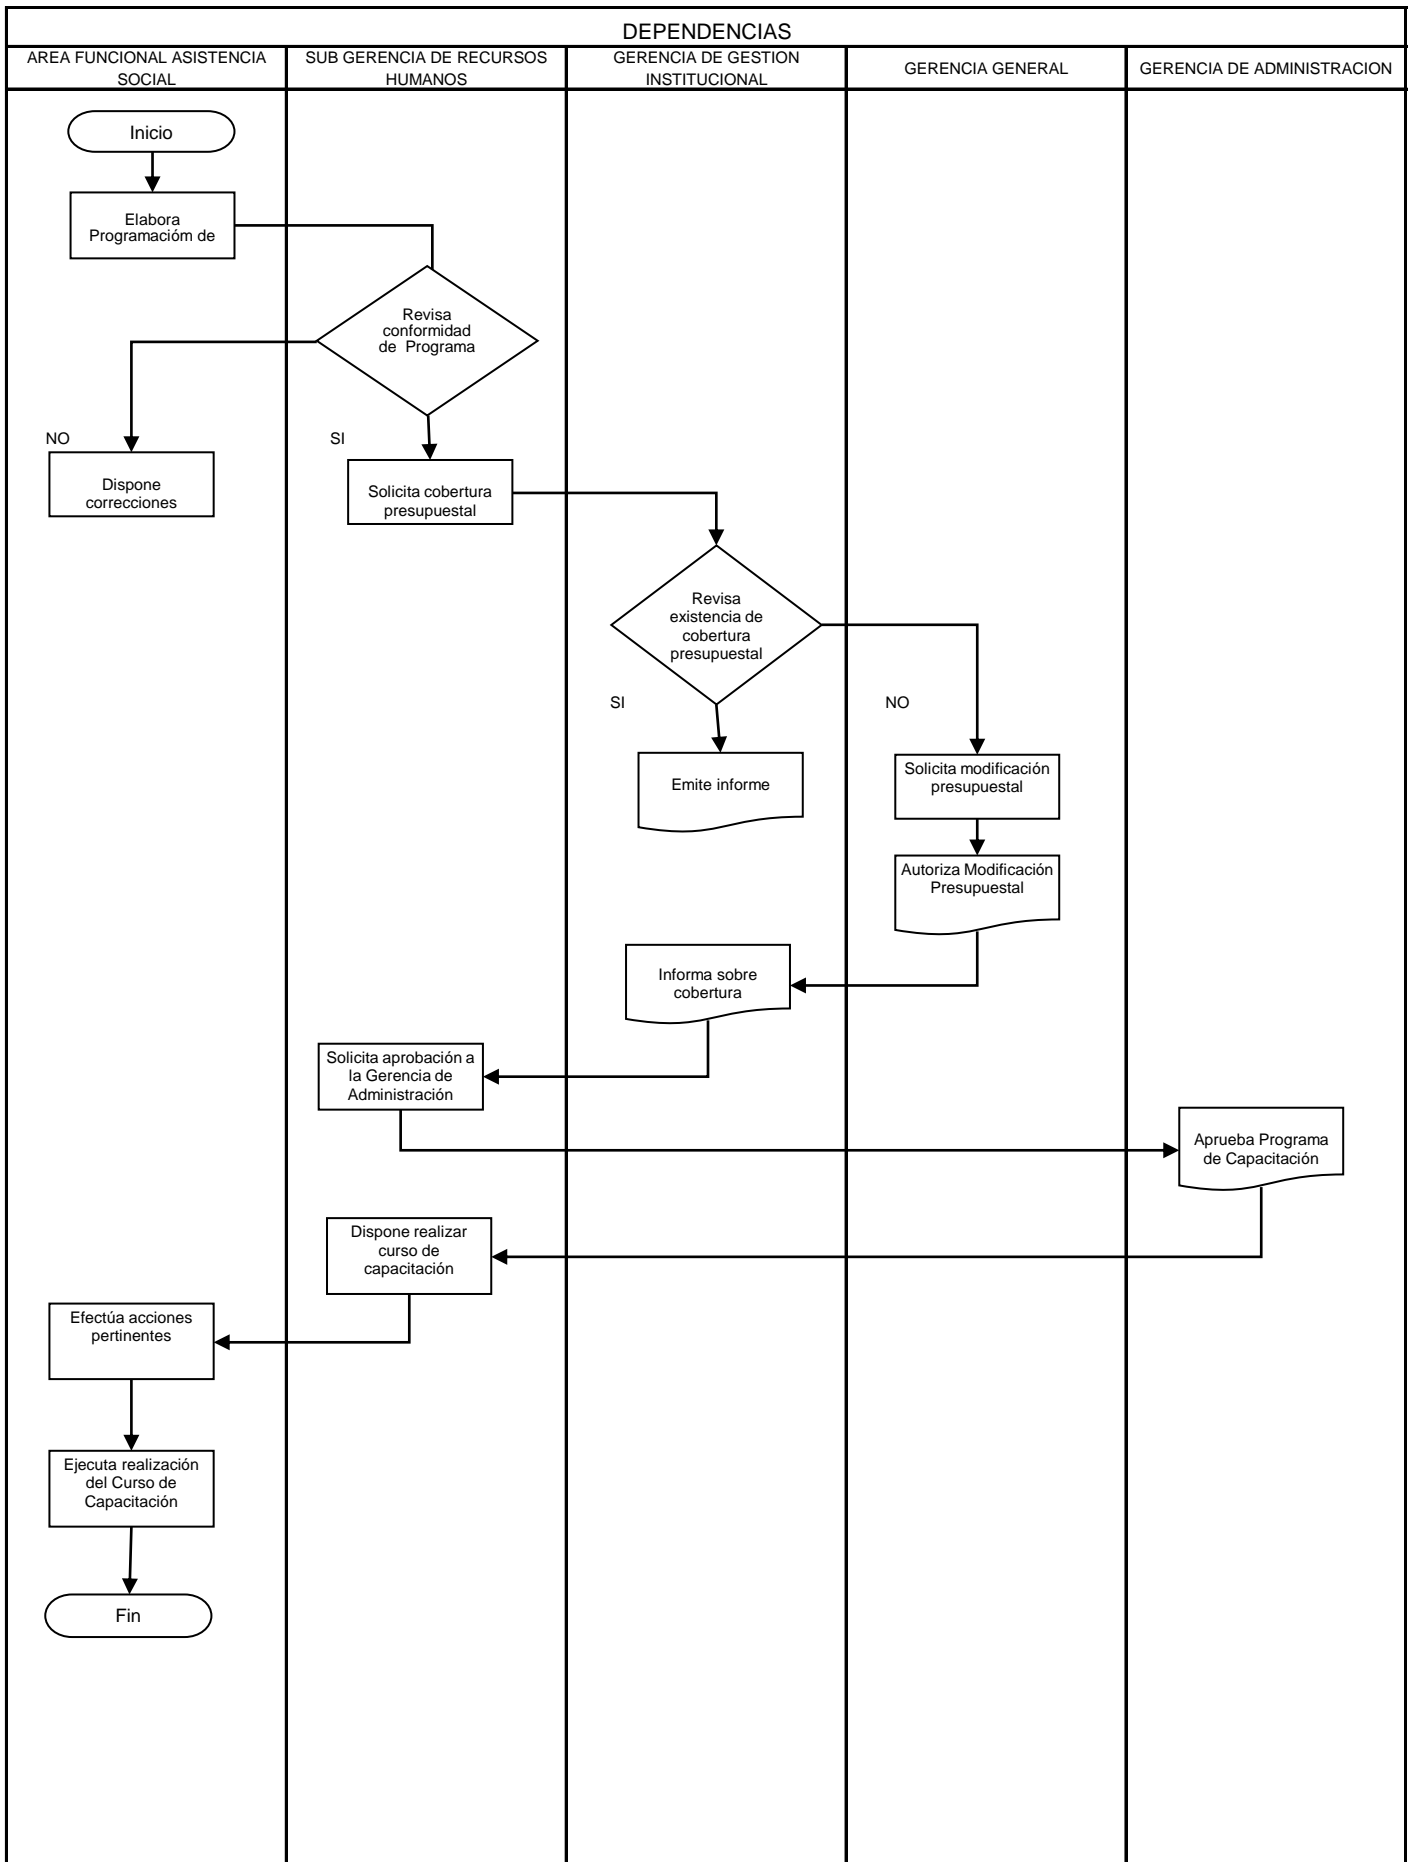 DEPENDENCIAS
AREA FUNCIONAL ASISTENCIA
SOCIAL
SUB GERENCIA DE RECURSOS
HUMANOS
GERENCIA DE GESTION
INSTITUCIONAL
GERENCIA GENERAL
GERENCIA DE ADMINISTRACION
Inicio
Elabora
Programacióm de
Revisa
conformidad
de Programa
NO
SI
Dispone
correcciones
Solicita cobertura
presupuestal
Revisa
existencia de
cobertura
presupuestal
SI
NO
Emite informe
Solicita modificación
presupuestal
Autoriza Modificación
Presupuestal
Informa sobre
cobertura
Solicita aprobación a
la Gerencia de
Administración
Aprueba Programa
de Capacitación
Dispone realizar
curso de
capacitación
Efectúa acciones
pertinentes
Ejecuta realización
del Curso de
Capacitación
Fin